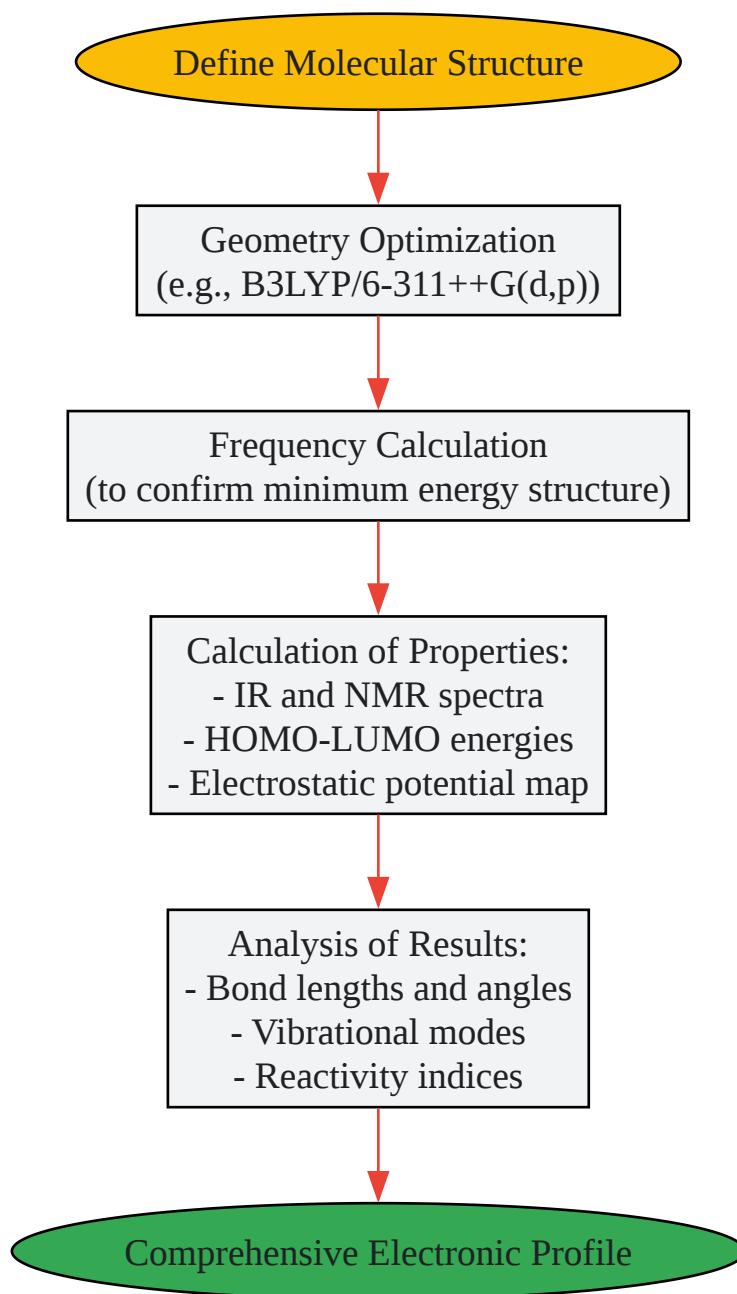 Define Molecular Structure
Geometry Optimization
(e.g., B3LYP/6-311++G(d,p))
Frequency Calculation
(to confirm minimum energy structure)
Calculation of Properties:
- IR and NMR spectra
- HOMO-LUMO energies
- Electrostatic potential map
Analysis of Results:
- Bond lengths and angles
- Vibrational modes
- Reactivity indices
Comprehensive Electronic Profile